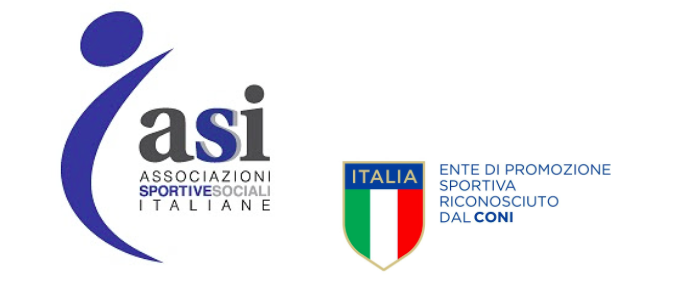 asi
ASSOCIAZIONI
SPORTIVESOCIALI
ITALIANE
ITALIA
ENTE DI PROMOZIONE
SPORTIVA
RICONOSCIUTO
DAL CONI